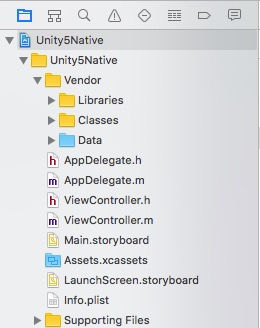 Unity5Native
Unity5Native
Vendor
Libraries
Classes
Data
h AppDelegate.h
m AppDelegate.m
h ViewController.h
m ViewController.m
Main.storyboard
Assets.xcassets
LaunchScreen.storyboard
Info.plist
Supporting Files